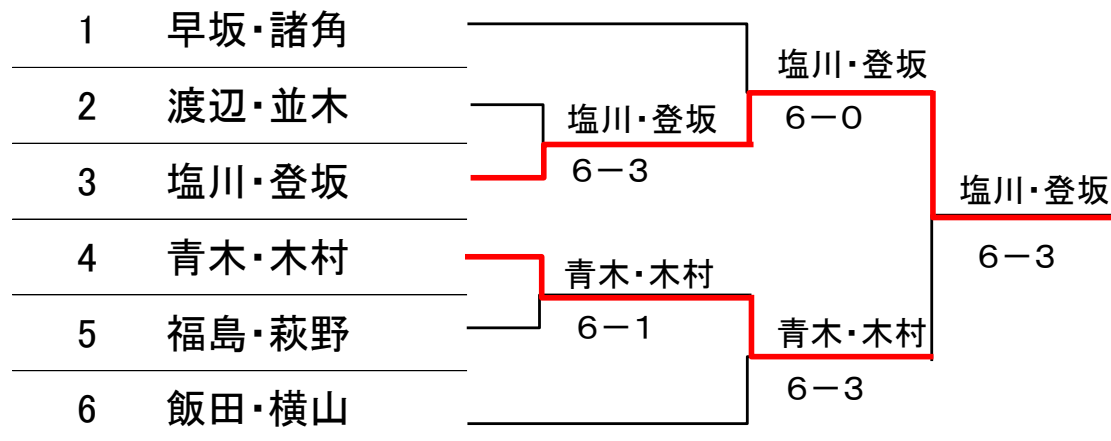 1 早坂・諸角
2 渡辺・並木
3 塩川・登坂
4 青木・木村
5 福島・萩野
6 飯田・横山
塩川・登坂
6－3
青木・木村
6－1
塩川・登坂
6－0
青木・木村
6－3
塩川・登坂
6－3